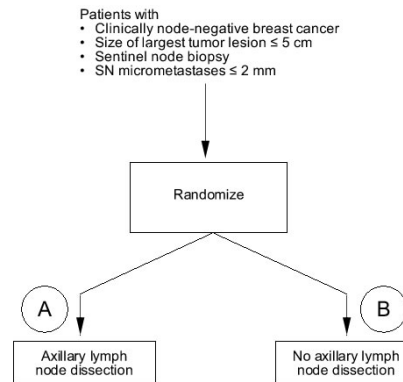 Patients with
• Clinically node-negative breast cancer
• Size of largest tumor lesion ≤ 5 cm
• Sentinel node biopsy
• SN micrometastases ≤ 2 mm
Randomize
A
B
Axillary lymph
node dissection
No axillary lymph
node dissection